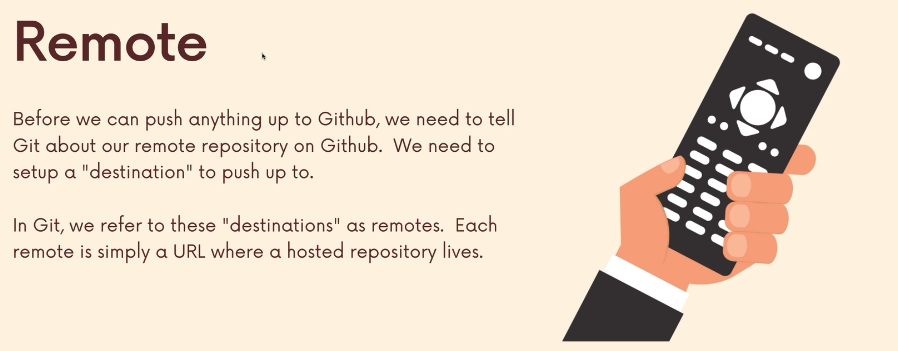 Remote
Before we can push anything up to Github, we need to tell
Git about our remote repository on Github.  We need to
setup a "destination" to push up to.
In Git, we refer to these "destinations" as remotes.  Each
remote is simply a URL where a hosted repository lives.